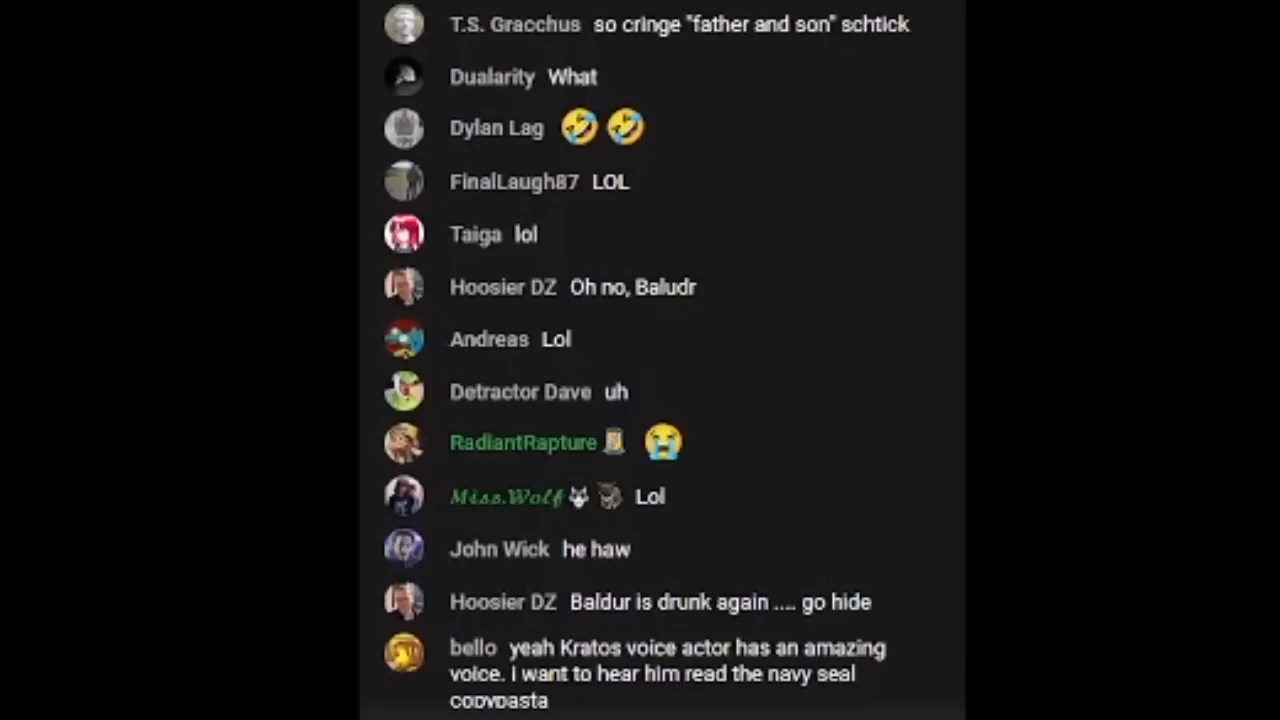 T.S. Gracchus so cringe "father and son" schtick
Dualarity What
Dylan Lag 🤣 🤣
FinalLaugh87 LOL
Taiga lol
Hoosier DZ Oh no, Baludr
Andreas Lol
Detractor Dave uh
RadiantRapture 😭
Miss.Wolf Lol
John Wick he haw
Hoosier DZ Baldur is drunk again .... go hide
bello yeah Kratos voice actor has an amazing
voice. i want to hear him read the navy seal
copypasta